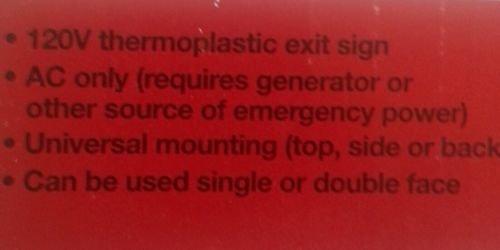 • 120V thermoplastic exit sign
• AC only (requires generator or
other source of emergency power)
• Universal mounting (top, side or back
• Can be used single or double face